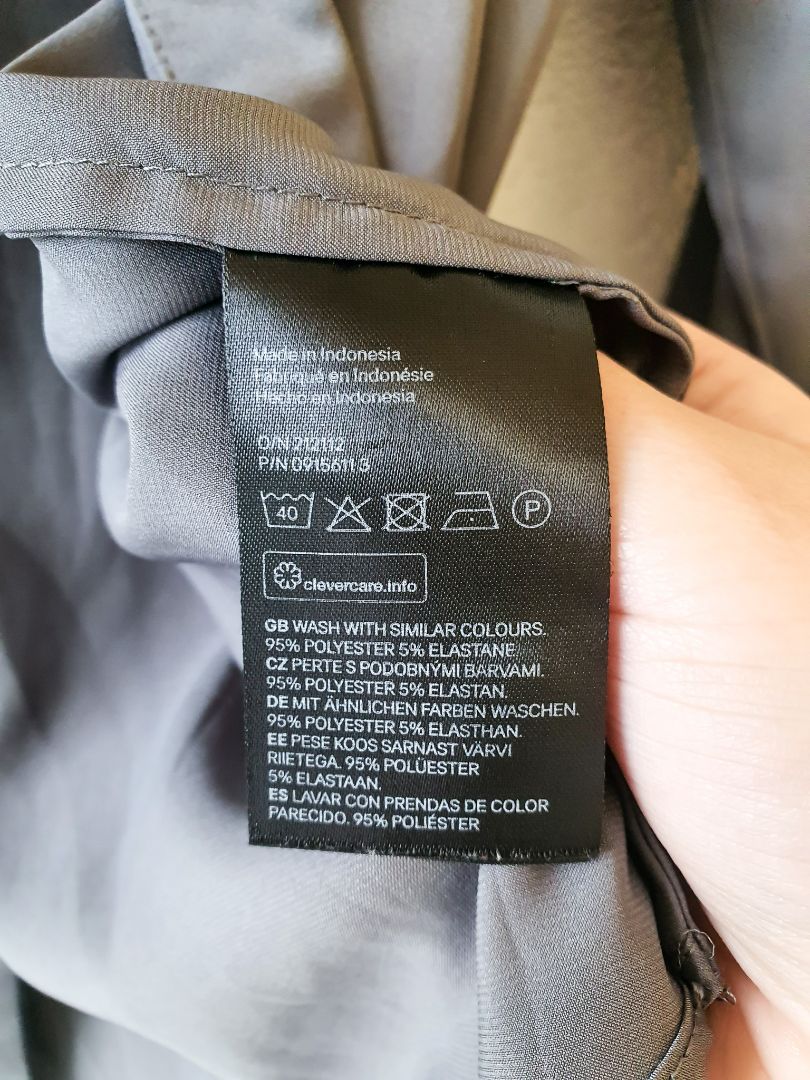 Made in Indonesia
Fabriqué en Indonésie
Hecho en Indonesia
O/N 212112
P/N 0915611 3
40
P
clevercare.info
GB WASH WITH SIMILAR COLOURS.
95% POLYESTER 5% ELASTANE
CZ PERTE S PODOBNYMI BARVAMI.
95% POLYESTER 5% ELASTAN.
DE MIT ÄHNLICHEN FARBEN WASCHEN.
95% POLYESTER 5% ELASTHAN.
EE PESE KOOS SARNAST VÄRVI
RIIETEGA. 95% POLÜESTER
5% ELASTAAN.
ES LAVAR CON PRENDAS DE COLOR
PARECIDO. 95% POLIÉSTER